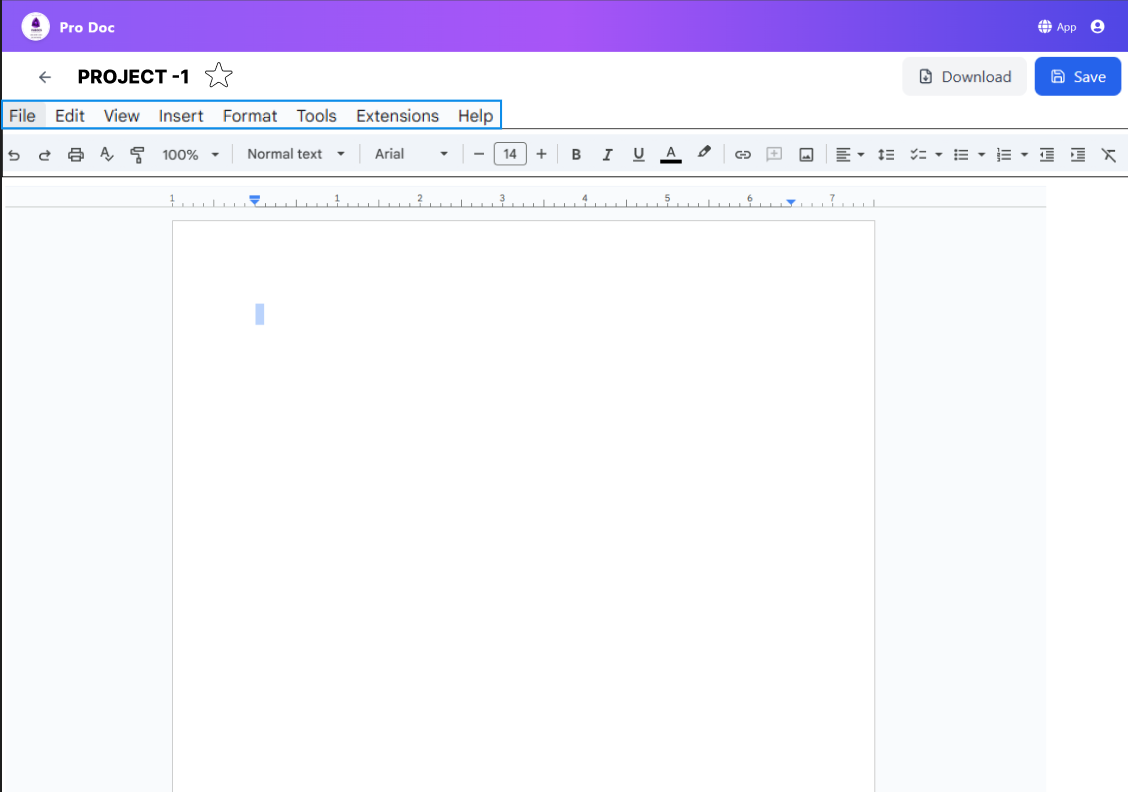 Pro Doc App
PROJECT -1 Download Save
File Edit View Insert Format Tools Extensions Help
100% Normal text Arial 14 B I U A
1 1 2 3 4 5 6 7